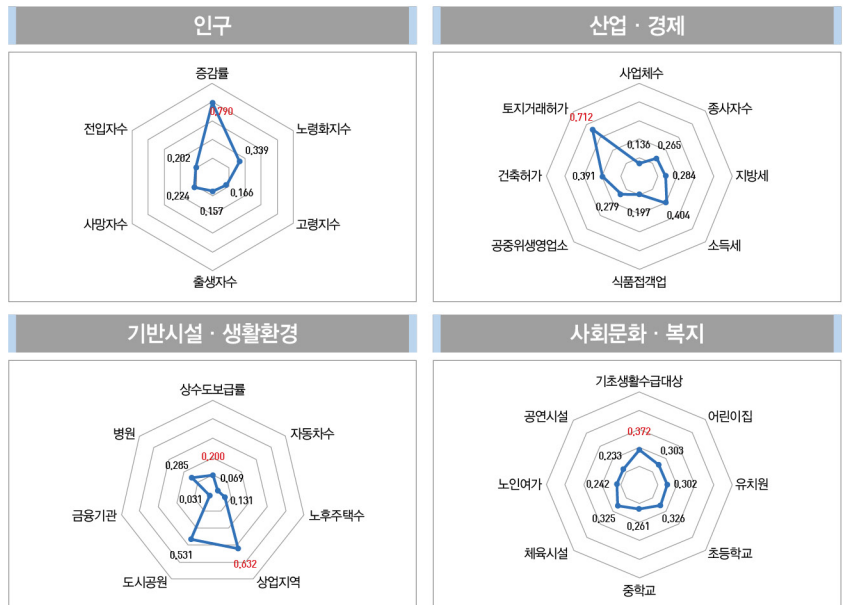 인구
증감률
0.790
노령화지수
0.339
고령지수
0.166
출생자수
0.157
사망자수
0.224
전입자수
0.202
산업 · 경제
사업체수
0.136
종사자수
0.265
지방세
0.284
소득세
0.404
식품접객업
0.197
공중위생영업소
0.279
건축허가
0.391
토지거래허가
0.712
기반시설 · 생활환경
상수도보급률
0.200
자동차수
0.069
노후주택수
0.131
상업지역
0.632
도시공원
0.531
금융기관
0.031
병원
0.285
사회문화 · 복지
기초생활수급대상
0.372
어린이집
0.303
유치원
0.302
초등학교
0.326
중학교
0.261
체육시설
0.325
노인여가
0.242
공연시설
0.233